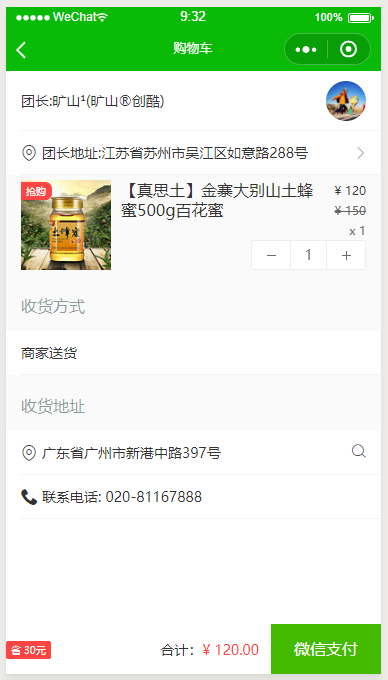 WeChat 9:32 100%
购物车
团长:旷山¹(旷山®创酷)
团长地址:江苏省苏州市吴江区如意路288号
抢购
【真思土】金寨大别山土蜂
蜜500g百花蜜
¥ 120
¥ 150
x 1
土蜂蜜
— 1 +
收货方式
商家送货
收货地址
广东省广州市新港中路397号
联系电话: 020-81167888
省 30元
合计: ¥ 120.00
微信支付